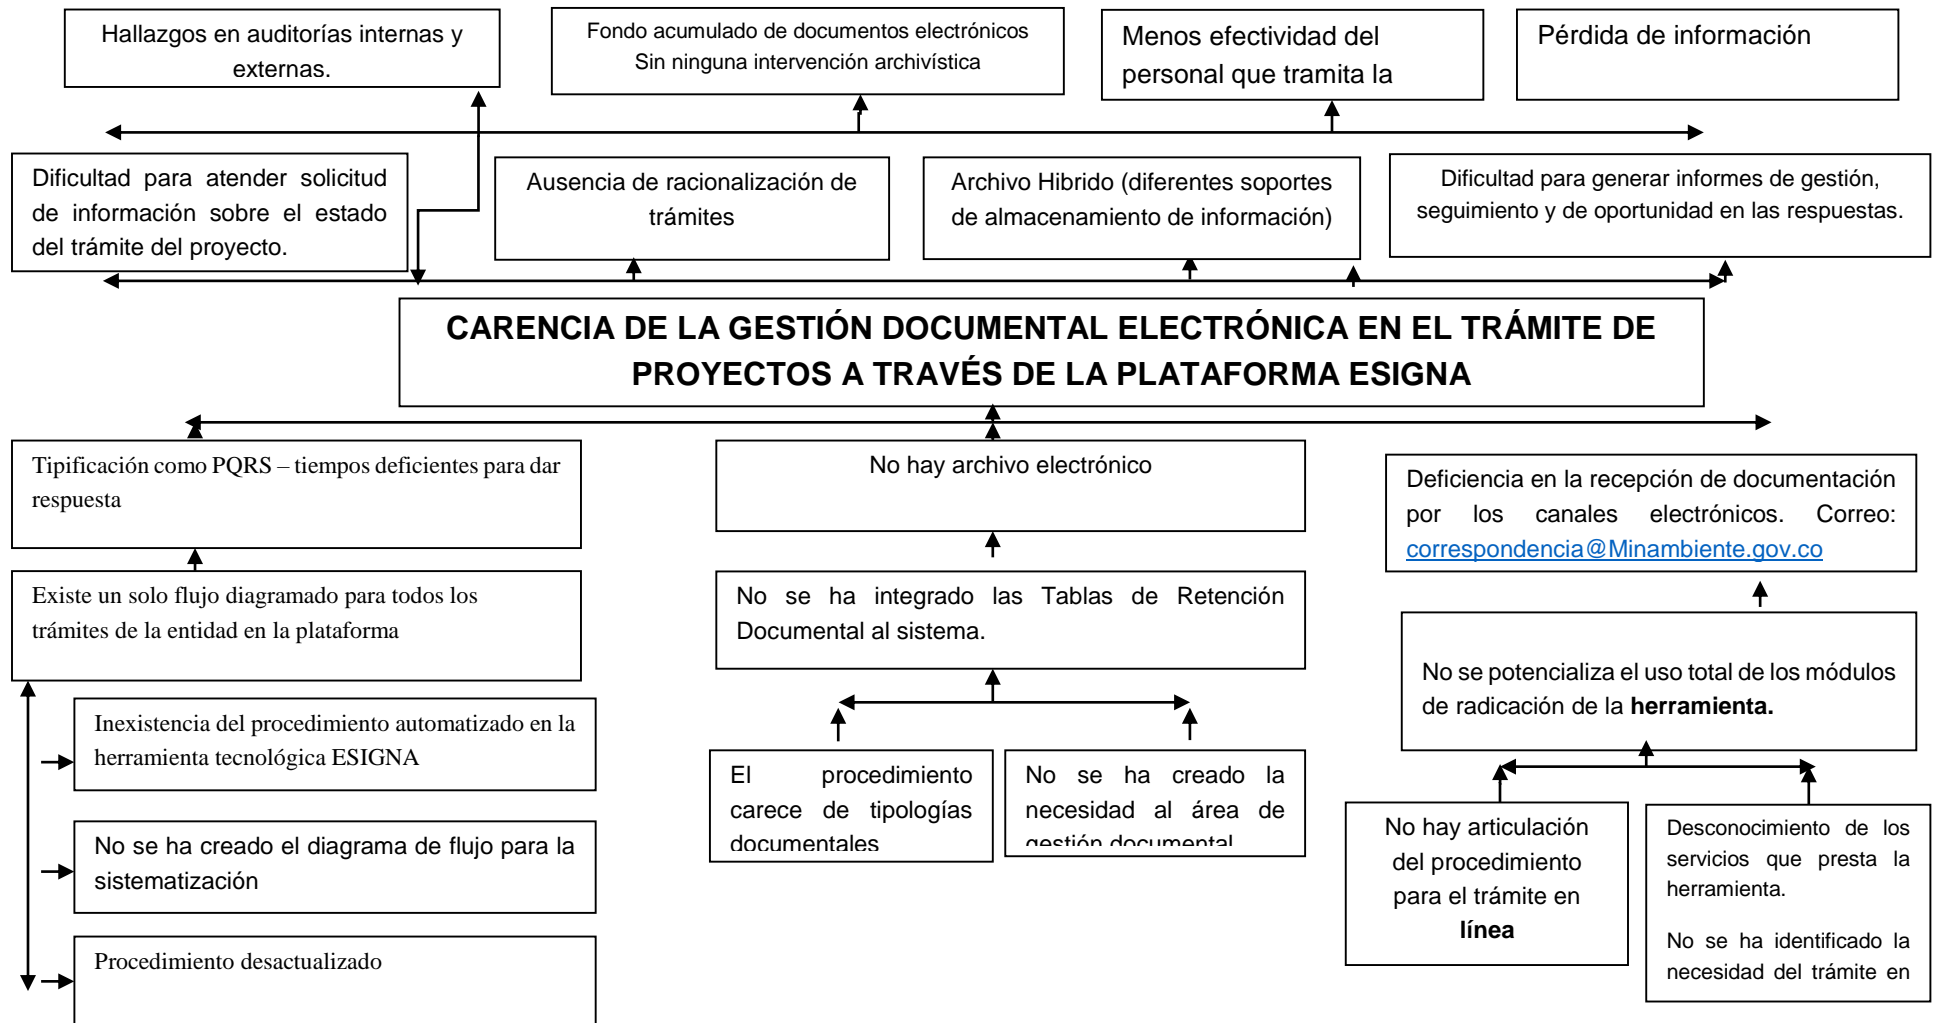 Hallazgos en auditorías internas y
externas.
Fondo acumulado de documentos electrónicos
Sin ninguna intervención archivística
Menos efectividad del
personal que tramita la
Pérdida de información
Dificultad para atender solicitud
de información sobre el estado
del trámite del proyecto.
Ausencia de racionalización de
trámites
Archivo Hibrido (diferentes soportes
de almacenamiento de información)
Dificultad para generar informes de gestión,
seguimiento y de oportunidad en las respuestas.
CARENCIA DE LA GESTIÓN DOCUMENTAL ELECTRÓNICA EN EL TRÁMITE DE
PROYECTOS A TRAVÉS DE LA PLATAFORMA ESIGNA
Tipificación como PQRS – tiempos deficientes para dar
respuesta
Existe un solo flujo diagramado para todos los
trámites de la entidad en la plataforma
Inexistencia del procedimiento automatizado en la
herramienta tecnológica ESIGNA
No se ha creado el diagrama de flujo para la
sistematización
Procedimiento desactualizado
No hay archivo electrónico
No se ha integrado las Tablas de Retención
Documental al sistema.
El procedimiento
carece de tipologías
documentales
No se ha creado la
necesidad al área de
gestión documental
Deficiencia en la recepción de documentación
por los canales electrónicos. Correo:
correspondencia@Minambiente.gov.co
No se potencializa el uso total de los módulos
de radicación de la herramienta.
No hay articulación
del procedimiento
para el trámite en
línea
Desconocimiento de los
servicios que presta la
herramienta.
No se ha identificado la
necesidad del trámite en